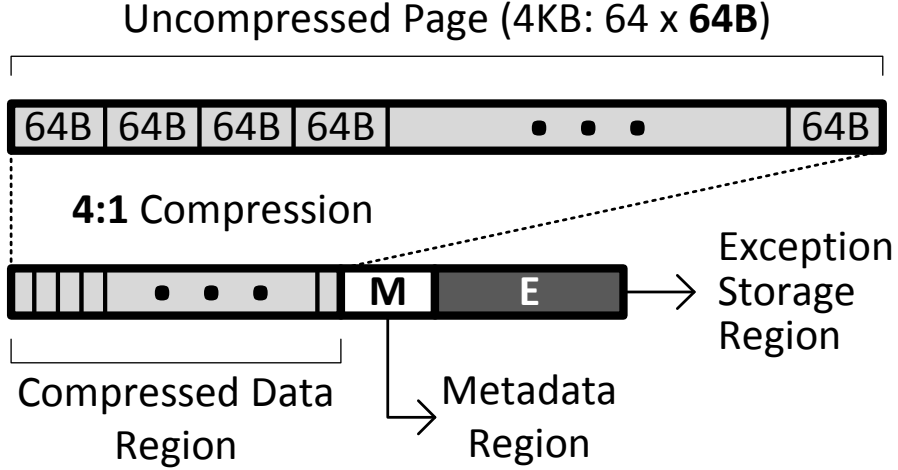 Uncompressed Page (4KB: 64 x 64B)
64B 64B 64B 64B • • • 64B
4:1 Compression
• • • M E
Exception
Storage
Region
Compressed Data
Region
Metadata
Region